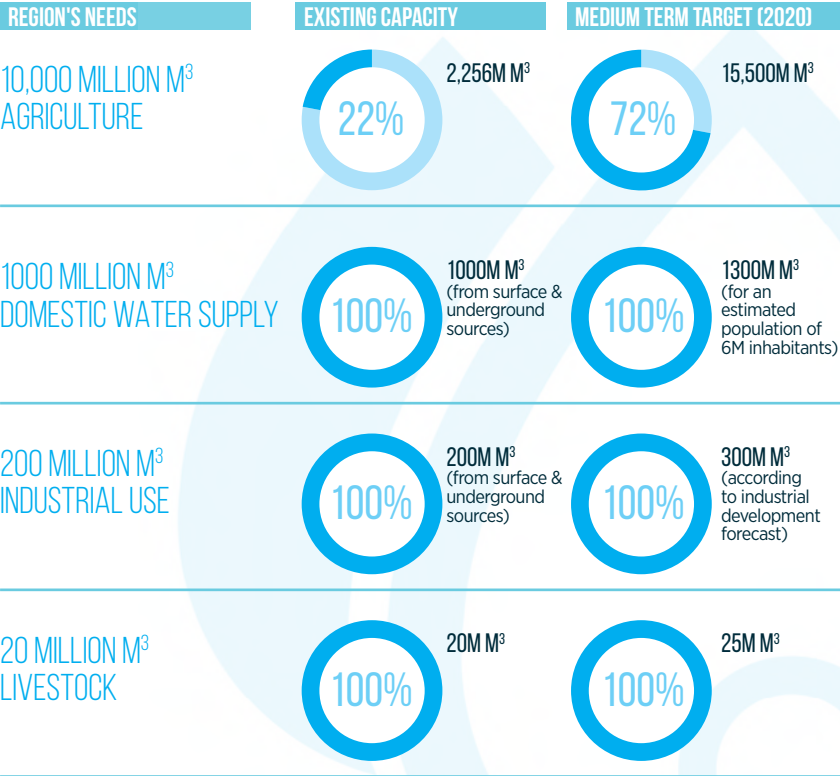 REGION'S NEEDS
EXISTING CAPACITY
MEDIUM TERM TARGET (2020)
10,000 MILLION M³
AGRICULTURE
22%
2,256M M³
72%
15,500M M³
1000 MILLION M³
DOMESTIC WATER SUPPLY
100%
1000M M³
(from surface &
underground
sources)
100%
1300M M³
(for an
estimated
population of
6M inhabitants)
200 MILLION M³
INDUSTRIAL USE
100%
200M M³
(from surface &
underground
sources)
100%
300M M³
(according
to industrial
development
forecast)
20 MILLION M³
LIVESTOCK
100%
20M M³
100%
25M M³